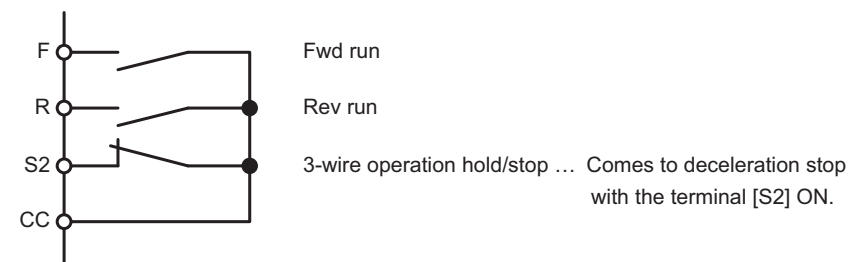 F Fwd run
R Rev run
S2 3-wire operation hold/stop … Comes to deceleration stop
with the terminal [S2] ON.
CC